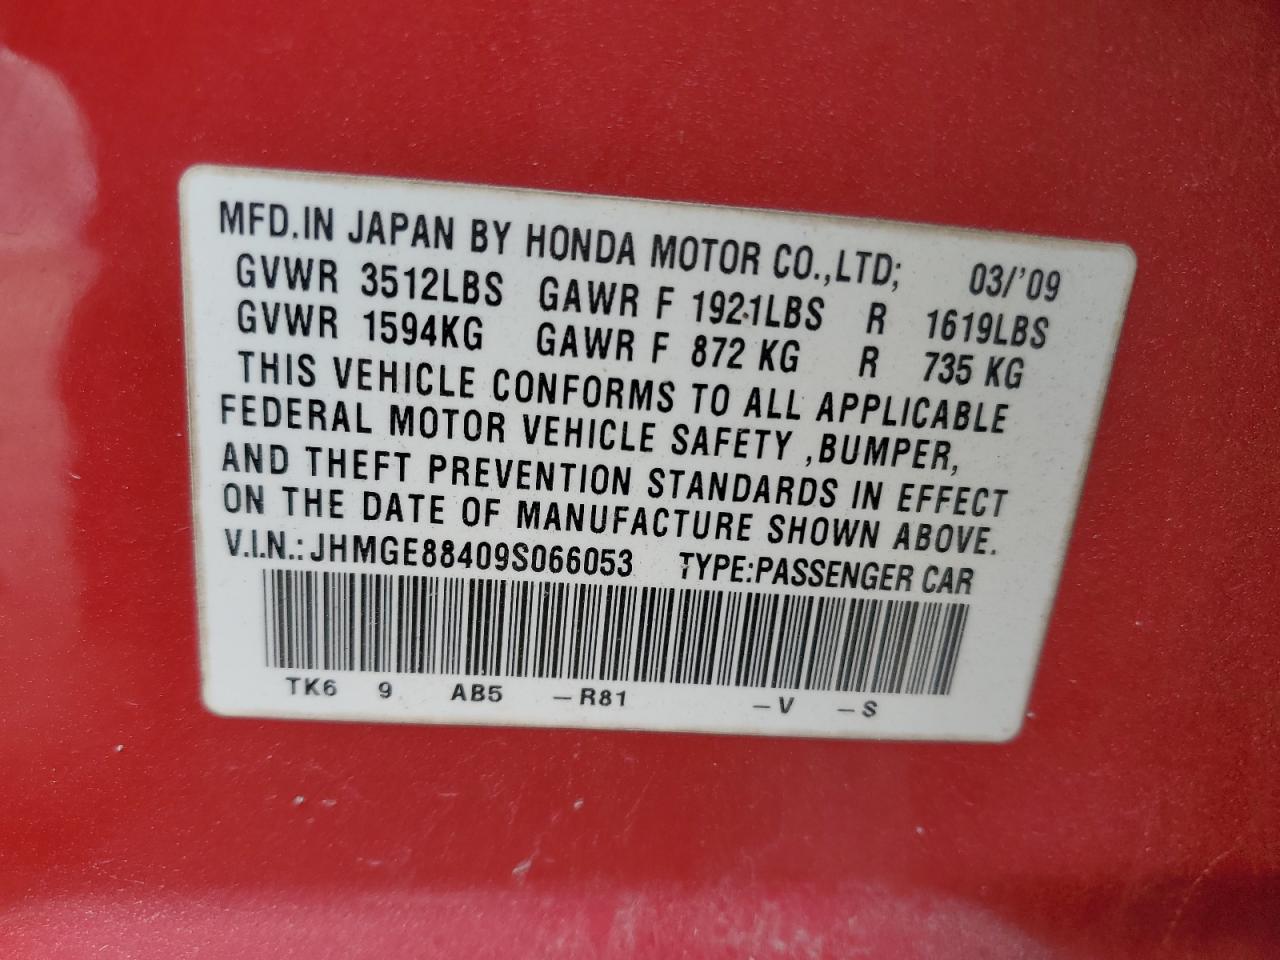 MFD.IN JAPAN BY HONDA MOTOR CO.,LTD; 03/'09
GVWR 3512LBS GAWR F 1921LBS R 1619LBS
GVWR 1594KG GAWR F 872 KG R 735 KG
THIS VEHICLE CONFORMS TO ALL APPLICABLE
FEDERAL MOTOR VEHICLE SAFETY ,BUMPER,
AND THEFT PREVENTION STANDARDS IN EFFECT
ON THE DATE OF MANUFACTURE SHOWN ABOVE.
V.I.N.: JHMGE88409S066053 TYPE:PASSENGER CAR
TK6 9 AB5 –R81 –V –S